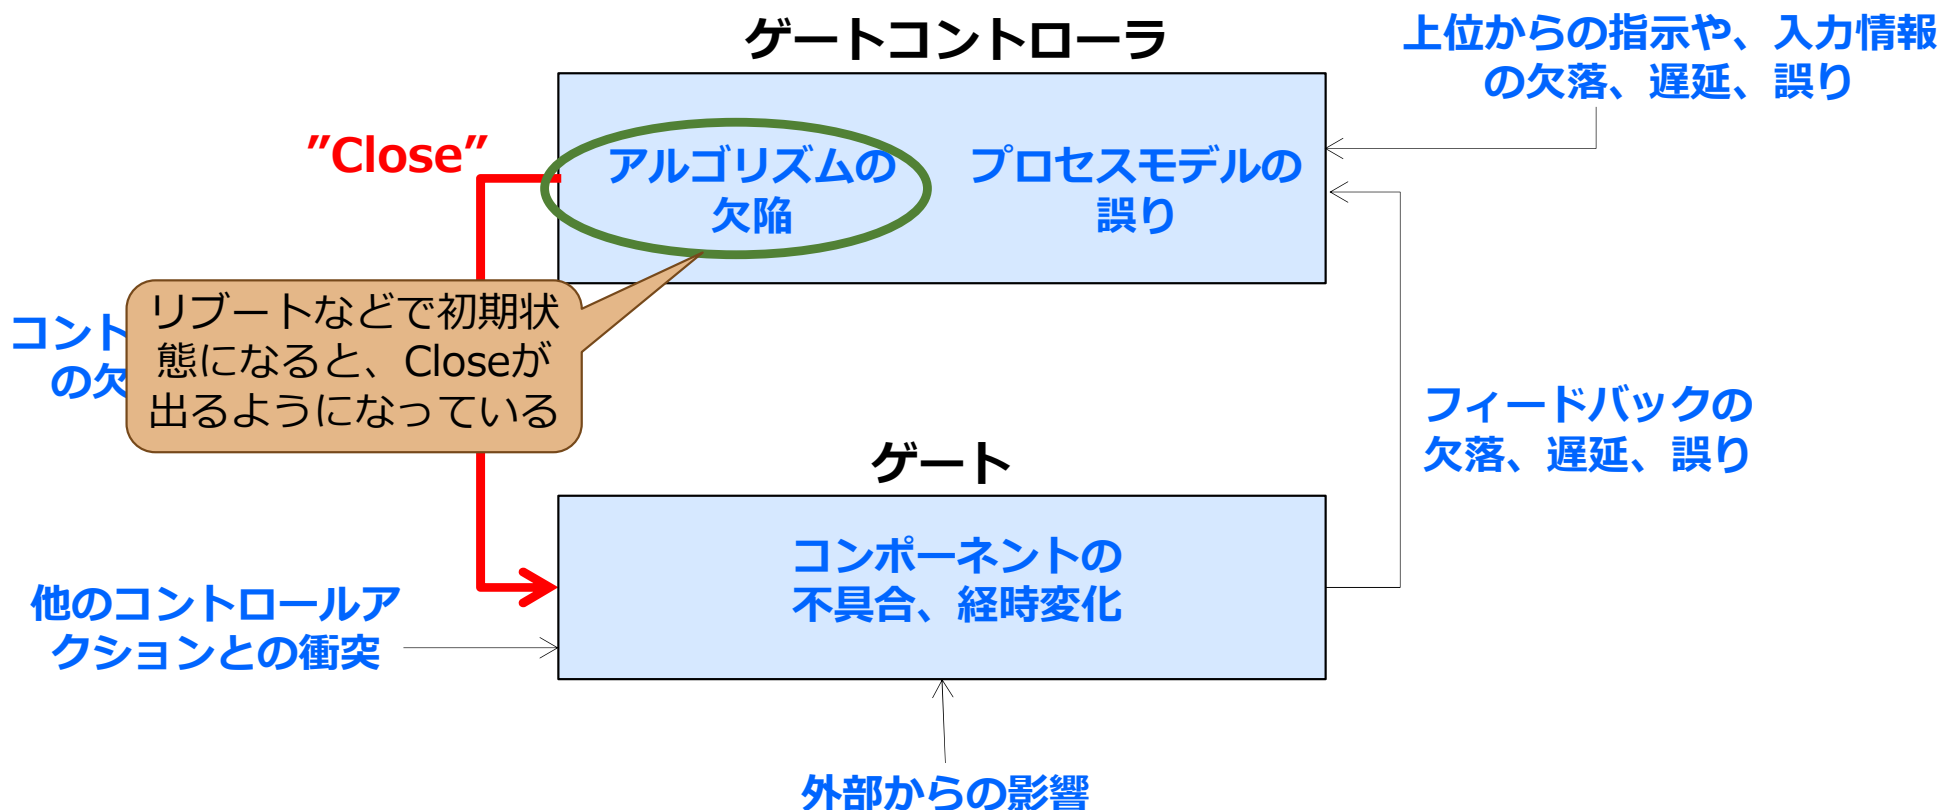 ゲートコントローラ
上位からの指示や、入力情報
の欠落、遅延、誤り
”Close”
アルゴリズムの
欠陥
プロセスモデルの
誤り
コント
の欠
リブートなどで初期状
態になると、Closeが
出るようになっている
フィードバックの
欠落、遅延、誤り
ゲート
コンポーネントの
不具合、経時変化
他のコントロールア
クションとの衝突
外部からの影響